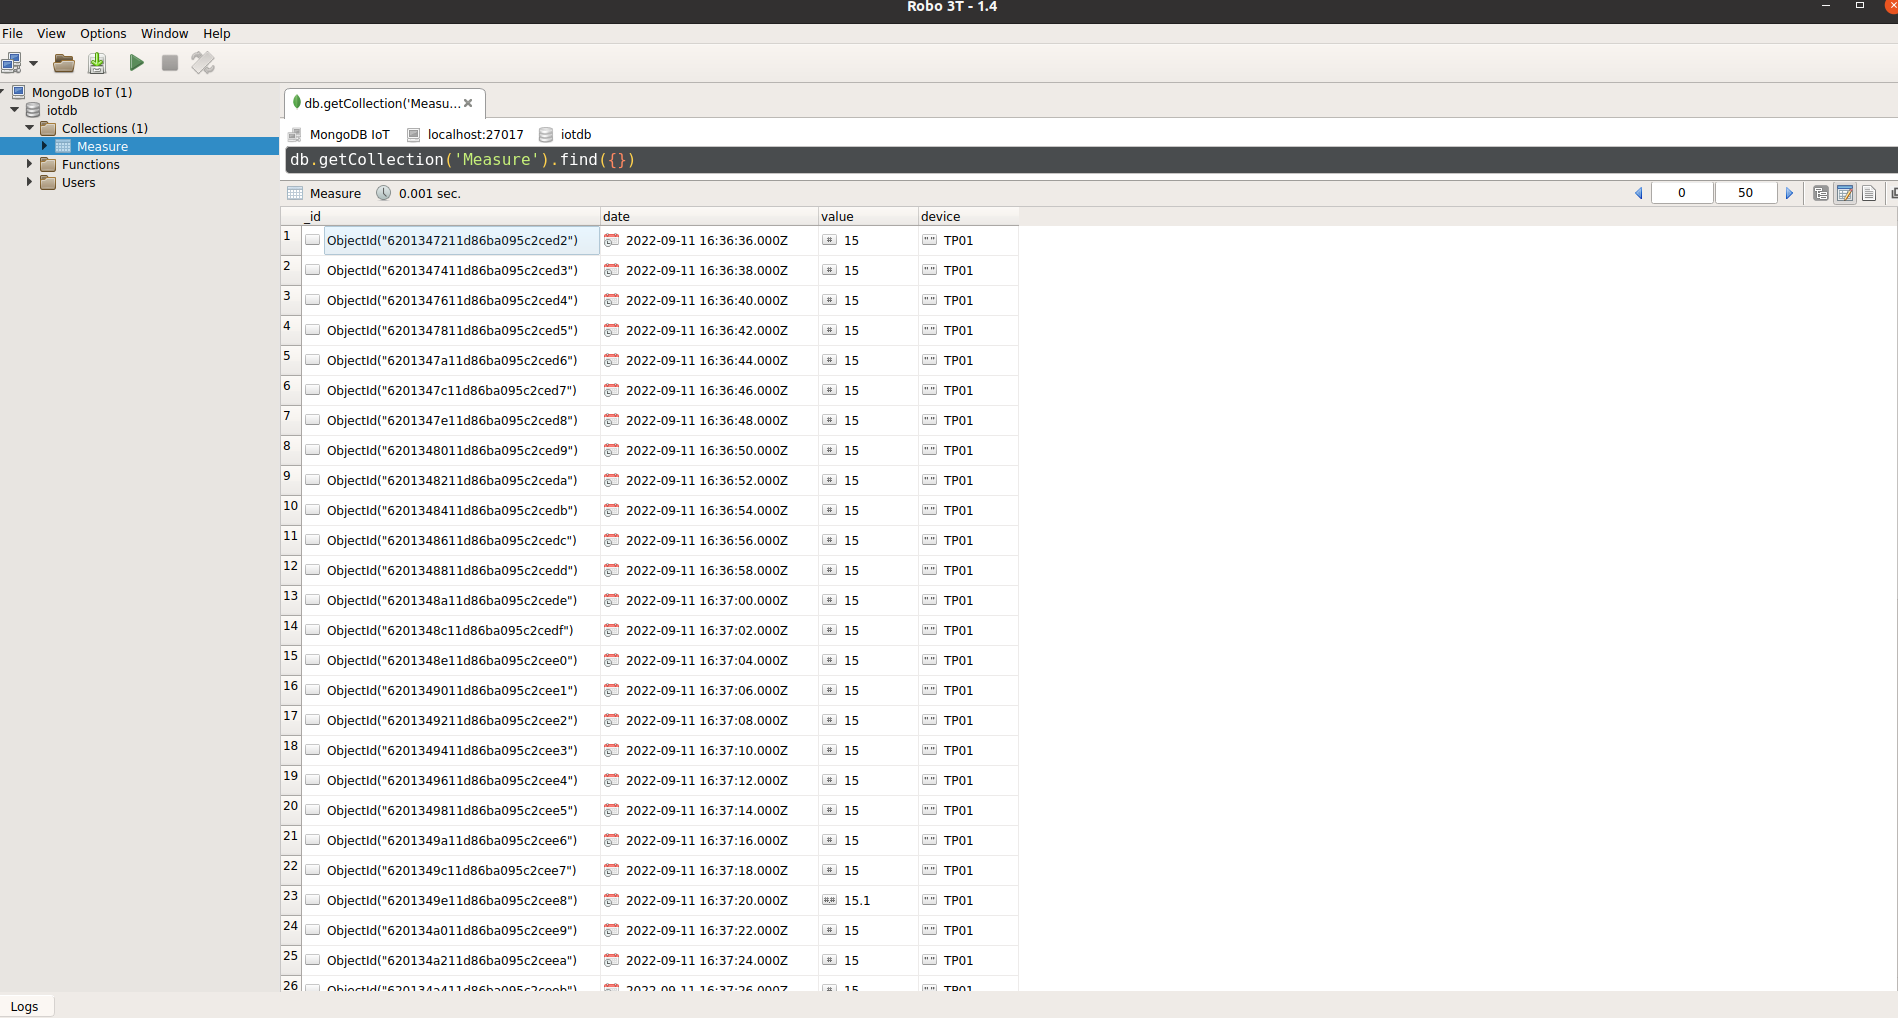 Robo 3T - 1.4
File View Options Window Help
MongoDB IoT (1)
iotdb
Collections (1)
Measure
Functions
Users
db.getCollection('Measu...
MongoDB IoT localhost:27017 iotdb
db.getCollection('Measure').find({})
Measure 0.001 sec. 0 50
_id date value device
1 ObjectId("6201347211d86ba095c2ced2") 2022-09-11 16:36:36.000Z # 15 "" TP01
2 ObjectId("6201347411d86ba095c2ced3") 2022-09-11 16:36:38.000Z # 15 "" TP01
3 ObjectId("6201347611d86ba095c2ced4") 2022-09-11 16:36:40.000Z # 15 "" TP01
4 ObjectId("6201347811d86ba095c2ced5") 2022-09-11 16:36:42.000Z # 15 "" TP01
5 ObjectId("6201347a11d86ba095c2ced6") 2022-09-11 16:36:44.000Z # 15 "" TP01
6 ObjectId("6201347c11d86ba095c2ced7") 2022-09-11 16:36:46.000Z # 15 "" TP01
7 ObjectId("6201347e11d86ba095c2ced8") 2022-09-11 16:36:48.000Z # 15 "" TP01
8 ObjectId("6201348011d86ba095c2ced9") 2022-09-11 16:36:50.000Z # 15 "" TP01
9 ObjectId("6201348211d86ba095c2ceda") 2022-09-11 16:36:52.000Z # 15 "" TP01
10 ObjectId("6201348411d86ba095c2cedb") 2022-09-11 16:36:54.000Z # 15 "" TP01
11 ObjectId("6201348611d86ba095c2cedc") 2022-09-11 16:36:56.000Z # 15 "" TP01
12 ObjectId("6201348811d86ba095c2cedd") 2022-09-11 16:36:58.000Z # 15 "" TP01
13 ObjectId("6201348a11d86ba095c2cede") 2022-09-11 16:37:00.000Z # 15 "" TP01
14 ObjectId("6201348c11d86ba095c2cedf") 2022-09-11 16:37:02.000Z # 15 "" TP01
15 ObjectId("6201348e11d86ba095c2cee0") 2022-09-11 16:37:04.000Z # 15 "" TP01
16 ObjectId("6201349011d86ba095c2cee1") 2022-09-11 16:37:06.000Z # 15 "" TP01
17 ObjectId("6201349211d86ba095c2cee2") 2022-09-11 16:37:08.000Z # 15 "" TP01
18 ObjectId("6201349411d86ba095c2cee3") 2022-09-11 16:37:10.000Z # 15 "" TP01
19 ObjectId("6201349611d86ba095c2cee4") 2022-09-11 16:37:12.000Z # 15 "" TP01
20 ObjectId("6201349811d86ba095c2cee5") 2022-09-11 16:37:14.000Z # 15 "" TP01
21 ObjectId("6201349a11d86ba095c2cee6") 2022-09-11 16:37:16.000Z # 15 "" TP01
22 ObjectId("6201349c11d86ba095c2cee7") 2022-09-11 16:37:18.000Z # 15 "" TP01
23 ObjectId("6201349e11d86ba095c2cee8") 2022-09-11 16:37:20.000Z ## 15.1 "" TP01
24 ObjectId("620134a011d86ba095c2cee9") 2022-09-11 16:37:22.000Z # 15 "" TP01
25 ObjectId("620134a211d86ba095c2ceea") 2022-09-11 16:37:24.000Z # 15 "" TP01
26 ObjectId("620134a411d86ba095c2ceeb") 2022-09-11 16:37:26.000Z # 15 "" TP01
Logs